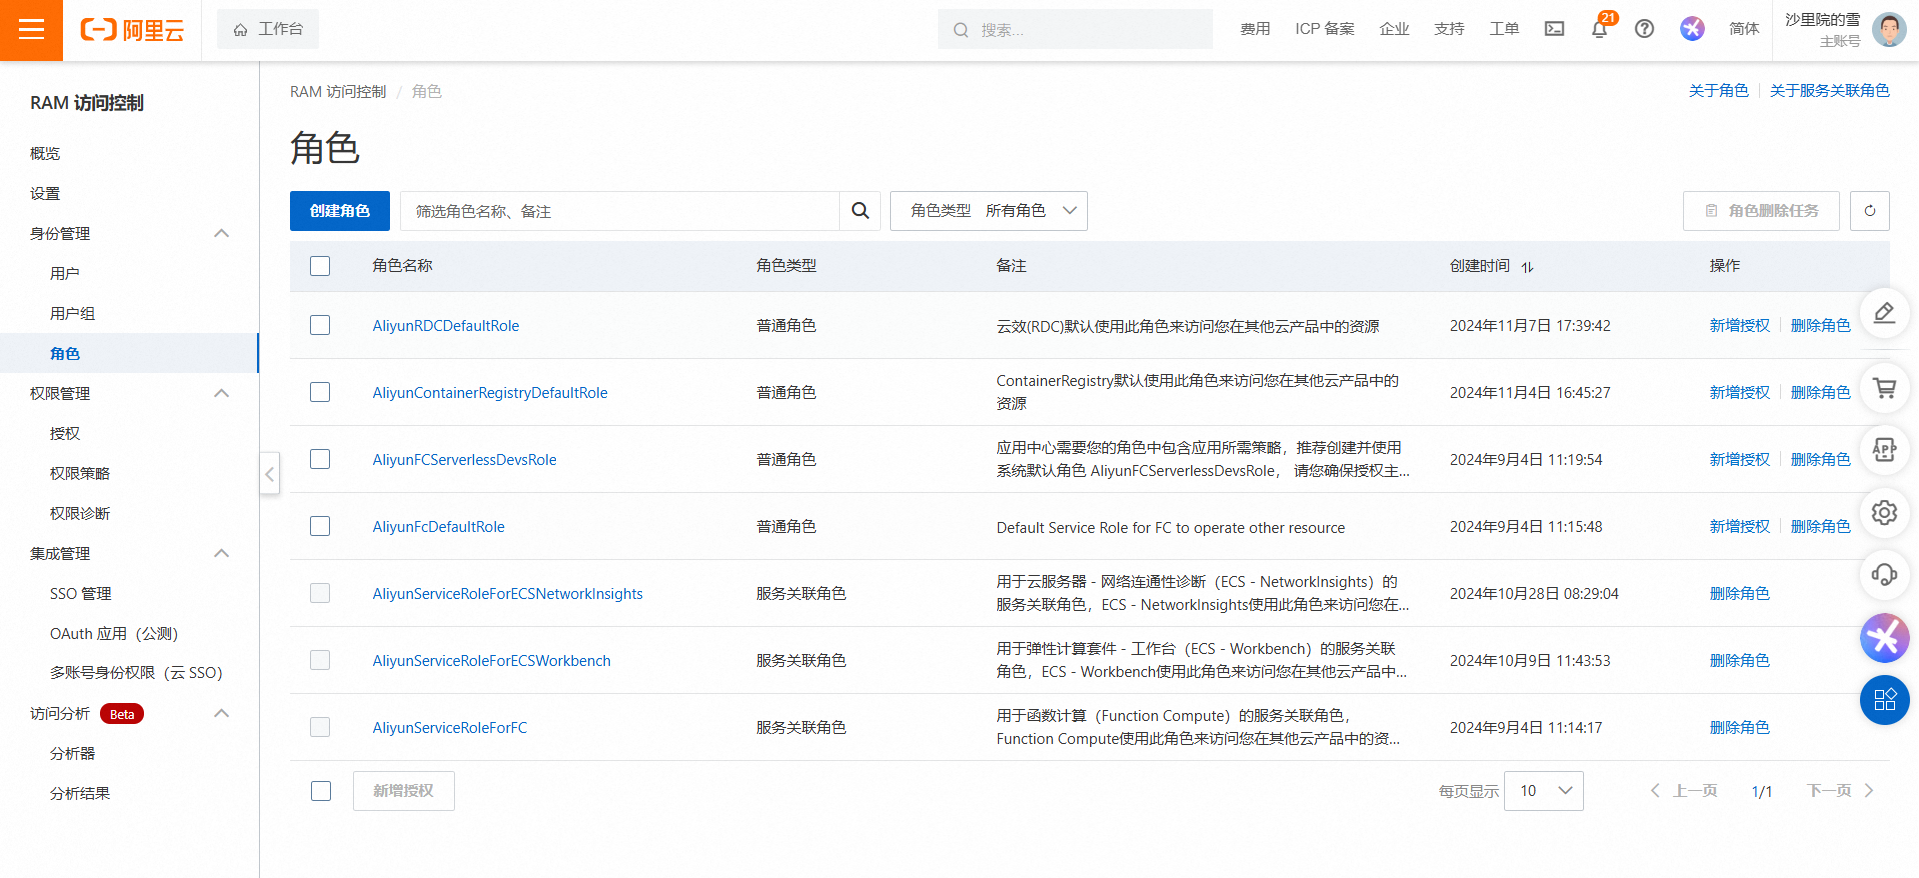 阿里云
工作台
搜索...
费用
ICP 备案
企业
支持
工单
21
简体
沙里院的雪
主账号
RAM 访问控制
概览
设置
身份管理
用户
用户组
角色
权限管理
授权
权限策略
权限诊断
集成管理
SSO 管理
OAuth 应用（公测）
多账号身份权限（云 SSO）
访问分析 Beta
分析器
分析结果
RAM 访问控制 / 角色
关于角色 关于服务关联角色
角色
创建角色 筛选角色名称、备注 角色类型 所有角色 角色删除任务
角色名称 角色类型 备注 创建时间 操作
AliyunRDCDefaultRole 普通角色 云效(RDC)默认使用此角色来访问您在其他云产品中的资源 2024年11月7日 17:39:42 新增授权 删除角色
AliyunContainerRegistryDefaultRole 普通角色 ContainerRegistry默认使用此角色来访问您在其他云产品中的
资源 2024年11月4日 16:45:27 新增授权 删除角色
AliyunFCServerlessDevsRole 普通角色 应用中心需要您的角色中包含应用所需策略，推荐创建并使用
系统默认角色 AliyunFCServerlessDevsRole， 请您确保授权主... 2024年9月4日 11:19:54 新增授权 删除角色
AliyunFcDefaultRole 普通角色 Default Service Role for FC to operate other resource 2024年9月4日 11:15:48 新增授权 删除角色
AliyunServiceRoleForECSNetworkInsights 服务关联角色 用于云服务器 - 网络连通性诊断（ECS - NetworkInsights）的
服务关联角色，ECS - NetworkInsights使用此角色来访问您在... 2024年10月28日 08:29:04 删除角色
AliyunServiceRoleForECSWorkbench 服务关联角色 用于弹性计算套件 - 工作台（ECS - Workbench）的服务关联
角色，ECS - Workbench使用此角色来访问您在其他云产品中... 2024年10月9日 11:43:53 删除角色
AliyunServiceRoleForFC 服务关联角色 用于函数计算（Function Compute）的服务关联角色，
Function Compute使用此角色来访问您在其他云产品中的资... 2024年9月4日 11:14:17 删除角色
新增授权 每页显示 10 上一页 1/1 下一页
APP